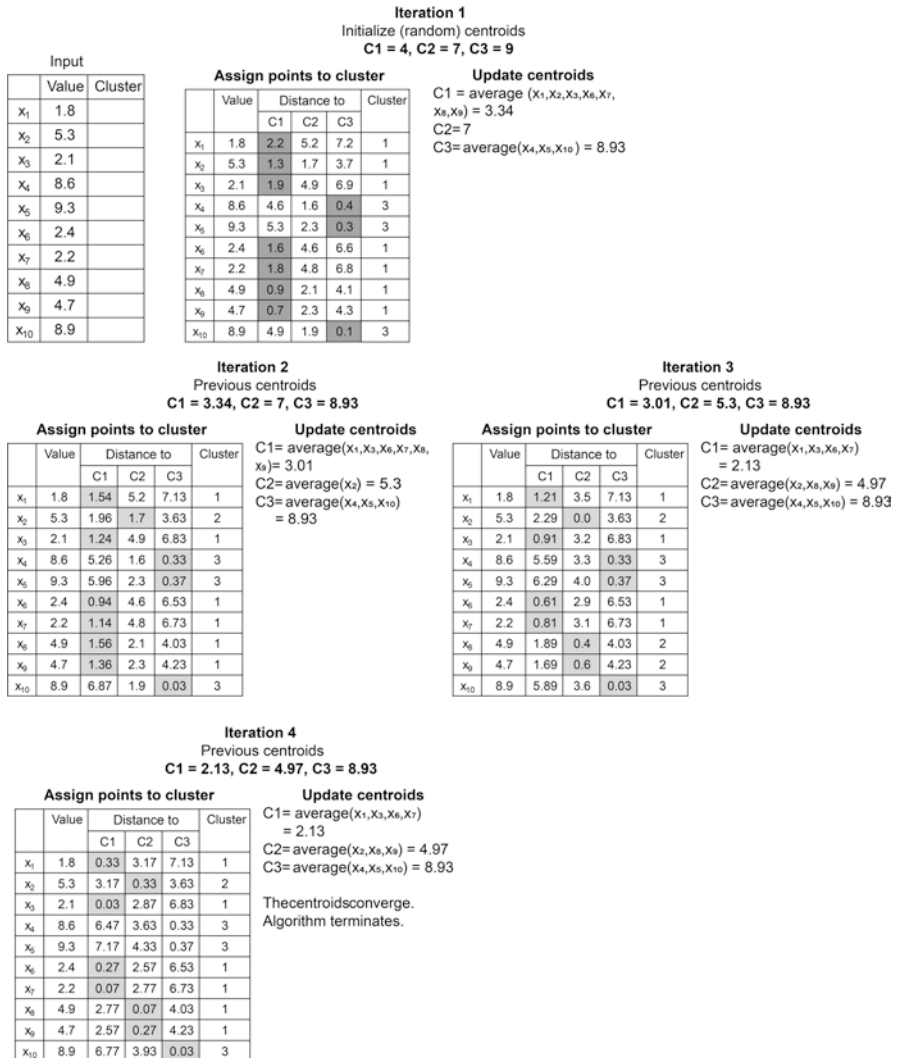 Iteration 1
Initialize (random) centroids
C1 = 4, C2 = 7, C3 = 9
Input
Value Cluster
x₁ 1.8
x₂ 5.3
x₃ 2.1
x₄ 8.6
x₅ 9.3
x₆ 2.4
x₇ 2.2
x₈ 4.9
x₉ 4.7
x₁₀ 8.9
Assign points to cluster
Value Distance to Cluster
C1 C2 C3
x₁ 1.8 2.2 5.2 7.2 1
x₂ 5.3 1.3 1.7 3.7 1
x₃ 2.1 1.9 4.9 6.9 1
x₄ 8.6 4.6 1.6 0.4 3
x₅ 9.3 5.3 2.3 0.3 3
x₆ 2.4 1.6 4.6 6.6 1
x₇ 2.2 1.8 4.8 6.8 1
x₈ 4.9 0.9 2.1 4.1 1
x₉ 4.7 0.7 2.3 4.3 1
x₁₀ 8.9 4.9 1.9 0.1 3
Update centroids
C1 = average (x₁,x₂,x₃,x₆,x₇,
x₈,x₉) = 3.34
C2=7
C3= average(x₄,x₅,x₁₀) = 8.93
Iteration 2
Previous centroids
C1 = 3.34, C2 = 7, C3 = 8.93
Assign points to cluster
Value Distance to Cluster
C1 C2 C3
x₁ 1.8 1.54 5.2 7.13 1
x₂ 5.3 1.96 1.7 3.63 2
x₃ 2.1 1.24 4.9 6.83 1
x₄ 8.6 5.26 1.6 0.33 3
x₅ 9.3 5.96 2.3 0.37 3
x₆ 2.4 0.94 4.6 6.53 1
x₇ 2.2 1.14 4.8 6.73 1
x₈ 4.9 1.56 2.1 4.03 1
x₉ 4.7 1.36 2.3 4.23 1
x₁₀ 8.9 6.87 1.9 0.03 3
Update centroids
C1= average(x₁,x₃,x₆,x₇,x₈,
x₉)= 3.01
C2= average(x₂) = 5.3
C3= average(x₄,x₅,x₁₀)
= 8.93
Iteration 3
Previous centroids
C1 = 3.01, C2 = 5.3, C3 = 8.93
Assign points to cluster
Value Distance to Cluster
C1 C2 C3
x₁ 1.8 1.21 3.5 7.13 1
x₂ 5.3 2.29 0.0 3.63 2
x₃ 2.1 0.91 3.2 6.83 1
x₄ 8.6 5.59 3.3 0.33 3
x₅ 9.3 6.29 4.0 0.37 3
x₆ 2.4 0.61 2.9 6.53 1
x₇ 2.2 0.81 3.1 6.73 1
x₈ 4.9 1.89 0.4 4.03 2
x₉ 4.7 1.69 0.6 4.23 2
x₁₀ 8.9 5.89 3.6 0.03 3
Update centroids
C1= average(x₁,x₃,x₆,x₇)
= 2.13
C2= average(x₂,x₈,x₉) = 4.97
C3= average(x₄,x₅,x₁₀) = 8.93
Iteration 4
Previous centroids
C1 = 2.13, C2 = 4.97, C3 = 8.93
Assign points to cluster
Value Distance to Cluster
C1 C2 C3
x₁ 1.8 0.33 3.17 7.13 1
x₂ 5.3 3.17 0.33 3.63 2
x₃ 2.1 0.03 2.87 6.83 1
x₄ 8.6 6.47 3.63 0.33 3
x₅ 9.3 7.17 4.33 0.37 3
x₆ 2.4 0.27 2.57 6.53 1
x₇ 2.2 0.07 2.77 6.73 1
x₈ 4.9 2.77 0.07 4.03 1
x₉ 4.7 2.57 0.27 4.23 1
x₁₀ 8.9 6.77 3.93 0.03 3
Update centroids
C1= average(x₁,x₃,x₆,x₇)
= 2.13
C2= average(x₂,x₈,x₉) = 4.97
C3= average(x₄,x₅,x₁₀) = 8.93
Thecentroidsconverge.
Algorithm terminates.